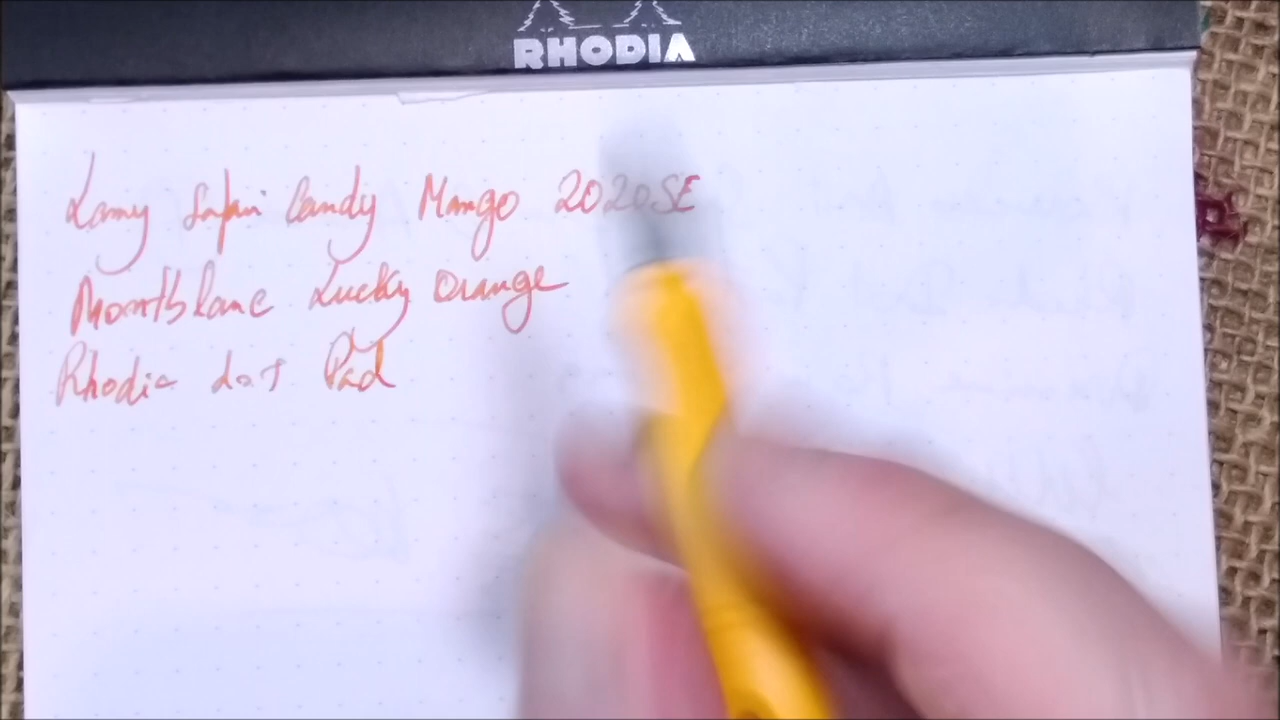 RHODIA
Lamy Safari Candy Mango 2020SE
Montblanc Lucky Orange
Rhodia dot Pad